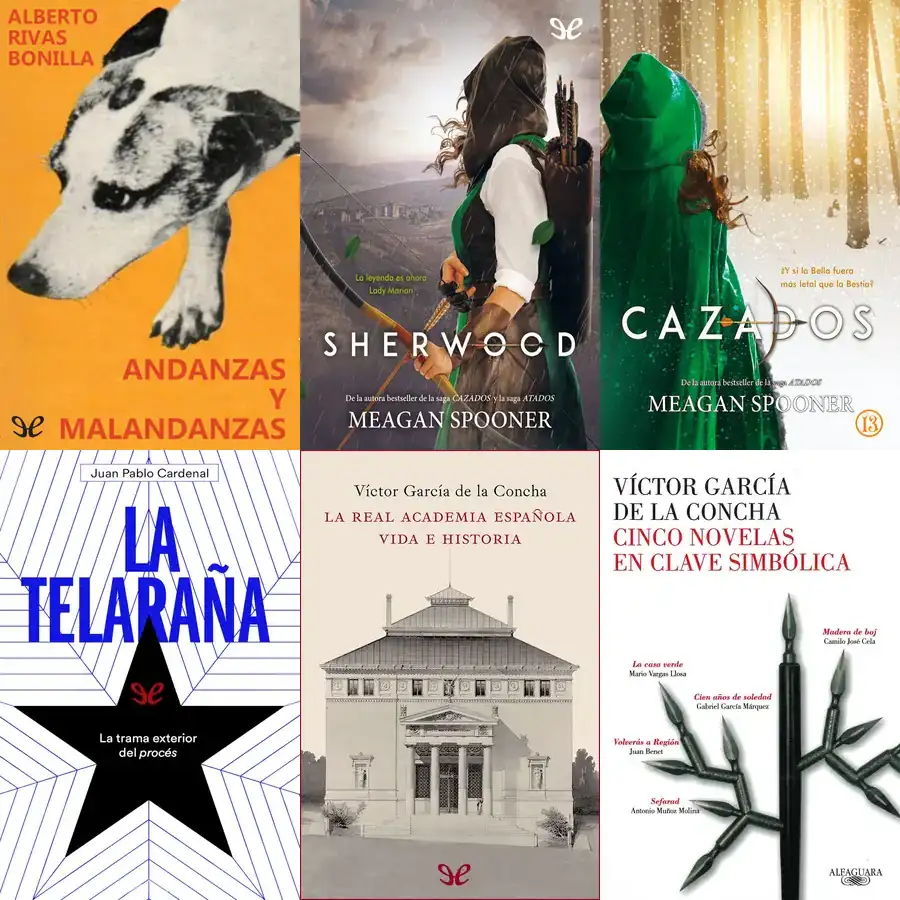 ALBERTO
RIVAS
BONILLA
ANDANZAS
Y
MALANDANZAS
La leyenda es ahora
Lady Marian
SHERWOOD
De la autora bestseller de la saga CAZADOS y la saga ATADOS
MEAGAN SPOONER
¿Y si la Bella fuera
más letal que la Bestia?
CAZADOS
De la autora bestseller de la saga ATADOS
MEAGAN SPOONER
13
Juan Pablo Cardenal
LA
TELARAÑA
La trama exterior
del procés
Víctor García de la Concha
LA REAL ACADEMIA ESPAÑOLA
VIDA E HISTORIA
VÍCTOR GARCÍA
DE LA CONCHA
CINCO NOVELAS
EN CLAVE SIMBÓLICA
Madera de boj
Camilo José Cela
La casa verde
Mario Vargas Llosa
Cien años de soledad
Gabriel García Márquez
Volverás a Región
Juan Benet
Sefarad
Antonio Muñoz Molina
ALFAGUARA